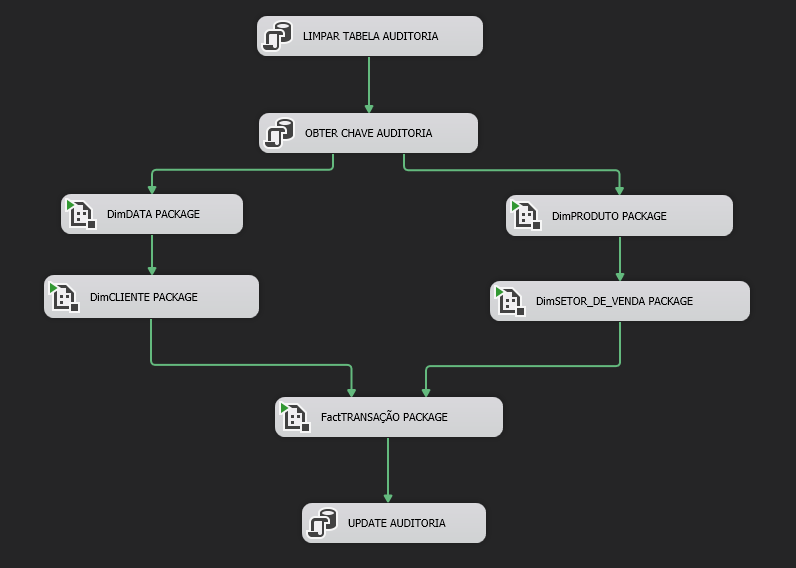 LIMPAR TABELA AUDITORIA
OBTER CHAVE AUDITORIA
DimDATA PACKAGE
DimPRODUTO PACKAGE
DimCLIENTE PACKAGE
DimSETOR_DE_VENDA PACKAGE
FactTRANSAÇÃO PACKAGE
UPDATE AUDITORIA